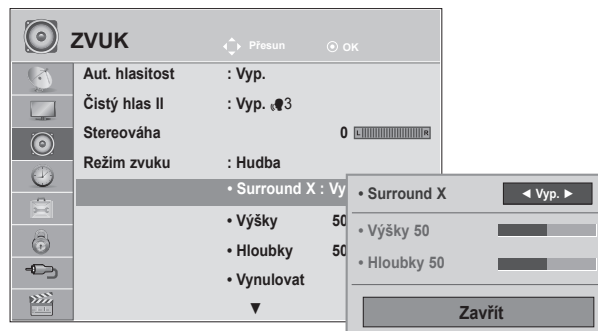 ZVUK
Přesun
OK
Aut. hlasitost : Vyp.
Čistý hlas II : Vyp. 3
Stereováha 0 L R
Režim zvuku : Hudba
• Surround X : Vy
• Výšky 50
• Hloubky 50
• Vynulovat
▼
• Surround X ◄ Vyp. ►
• Výšky 50
• Hloubky 50
Zavřít